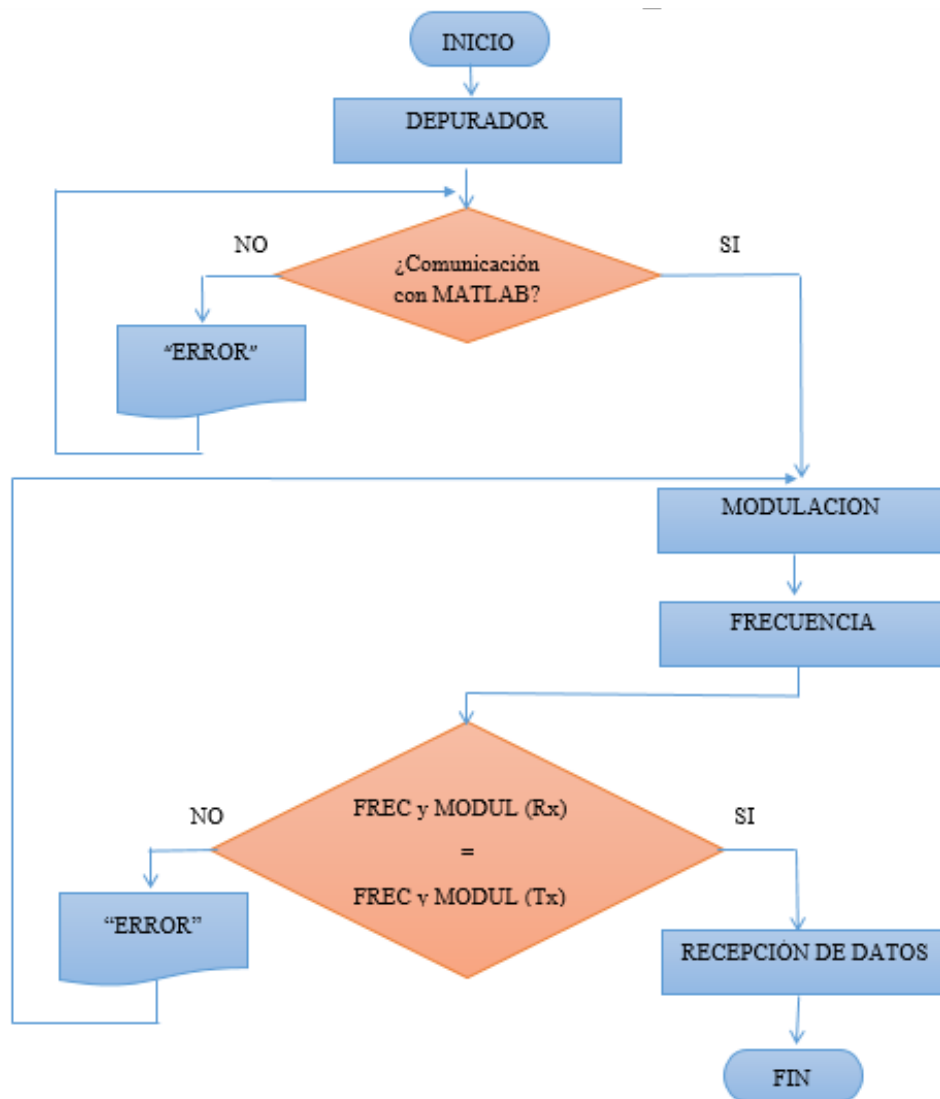 INICIO
DEPURADOR
NO
SI
¿Comunicación
con MATLAB?
“ERROR”
MODULACION
FRECUENCIA
NO
SI
FREC y MODUL (Rx)
=
FREC y MODUL (Tx)
“ERROR”
RECEPCIÓN DE DATOS
FIN